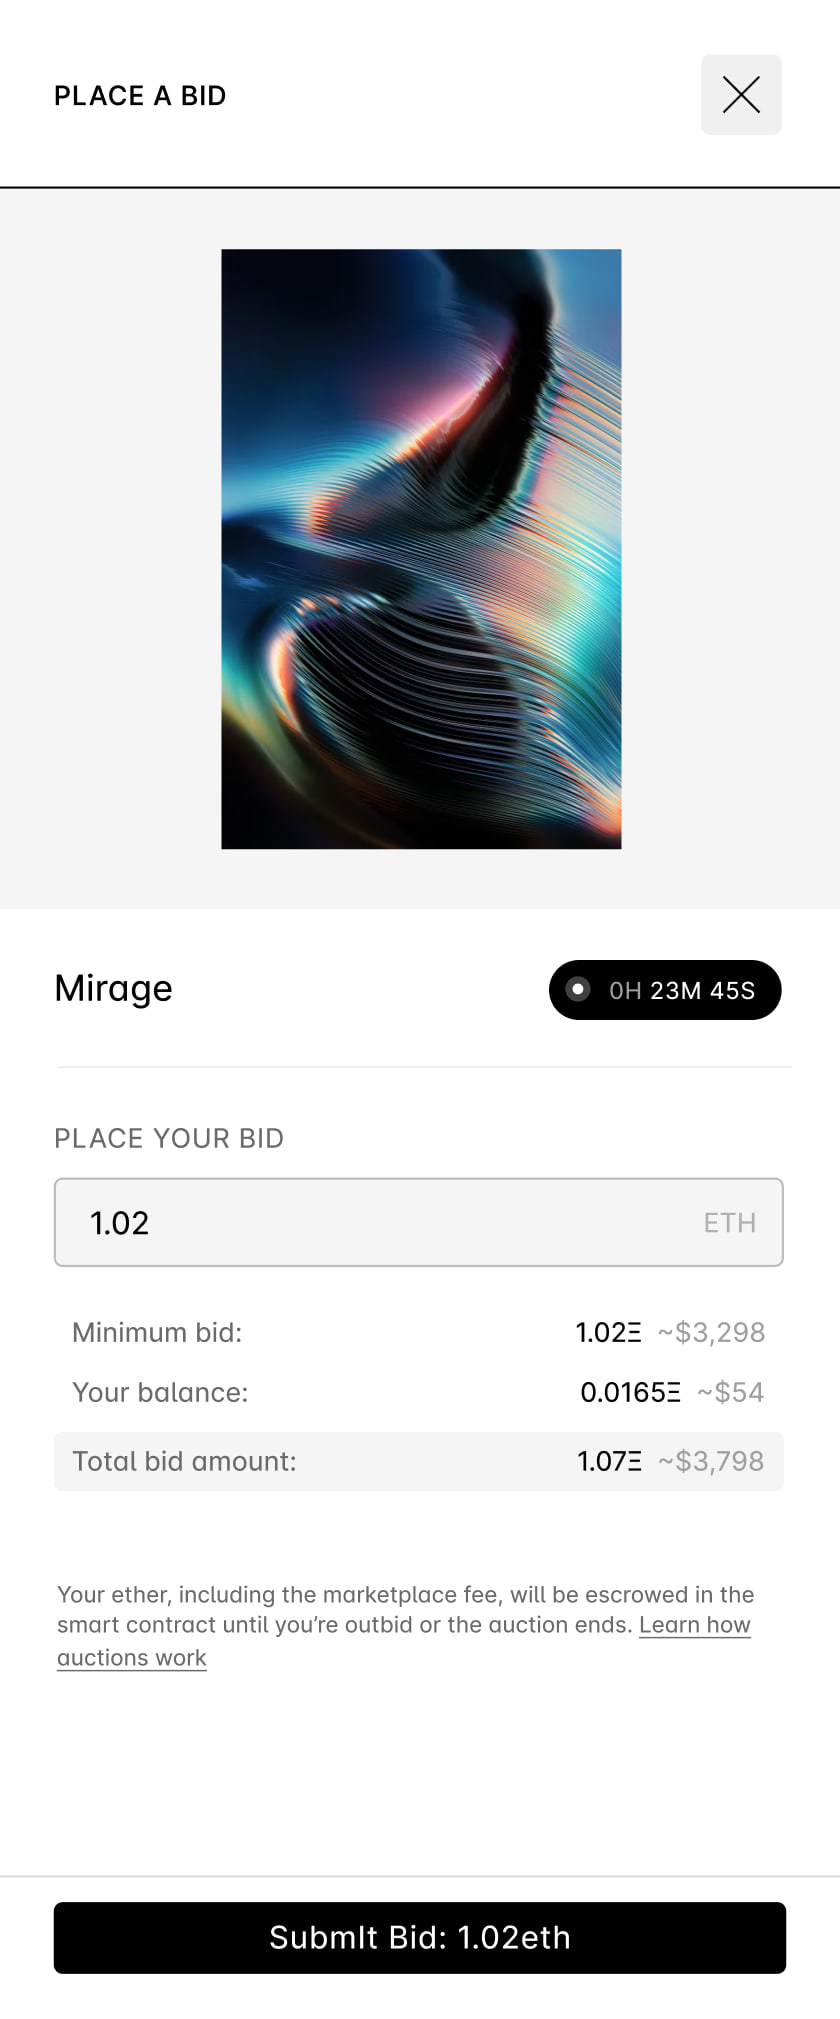 PLACE A BID
Mirage
0H 23M 45S
PLACE YOUR BID
1.02 ETH
Minimum bid: 1.02Ξ ~$3,298
Your balance: 0.0165Ξ ~$54
Total bid amount: 1.07Ξ ~$3,798
Your ether, including the marketplace fee, will be escrowed in the
smart contract until you’re outbid or the auction ends. Learn how
auctions work
SubmIt Bid: 1.02eth